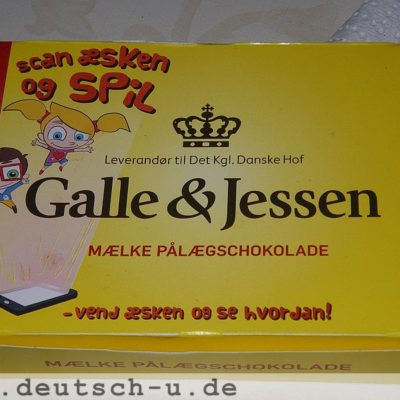 scan æsken
og SPIL
Leverandør til Det Kgl. Danske Hof
Galle & Jessen
MÆLKE PÅLÆGSCHOKOLADE
-vend æsken og se hvordan!
MÆLKE PÅLÆGSCHOKOLADE
.deutsch-u.de